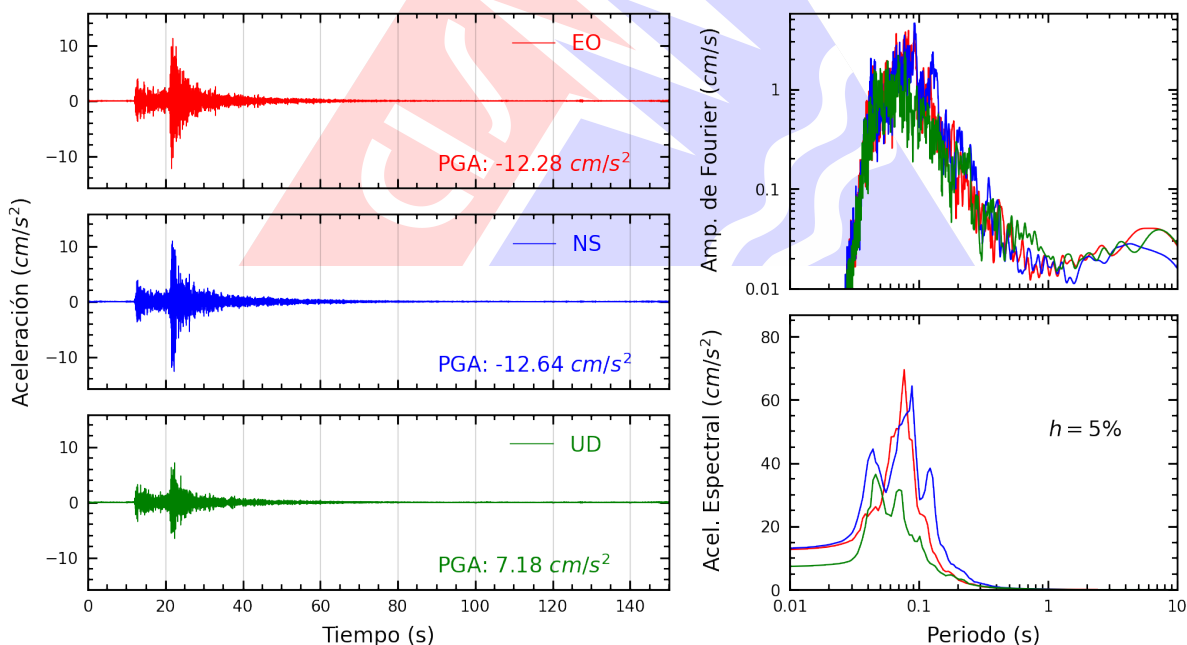 Aceleración (cm/s²)
10
0
−10
EO
PGA: -12.28 cm/s²
10
0
−10
NS
PGA: -12.64 cm/s²
10
0
−10
UD
PGA: 7.18 cm/s²
0 20 40 60 80 100 120 140
Tiempo (s)
Amp. de Fourier (cm/s)
1
0.1
0.01
Acel. Espectral (cm/s²)
80
60
40
20
0
h = 5%
0.01 0.1 1 10
Periodo (s)